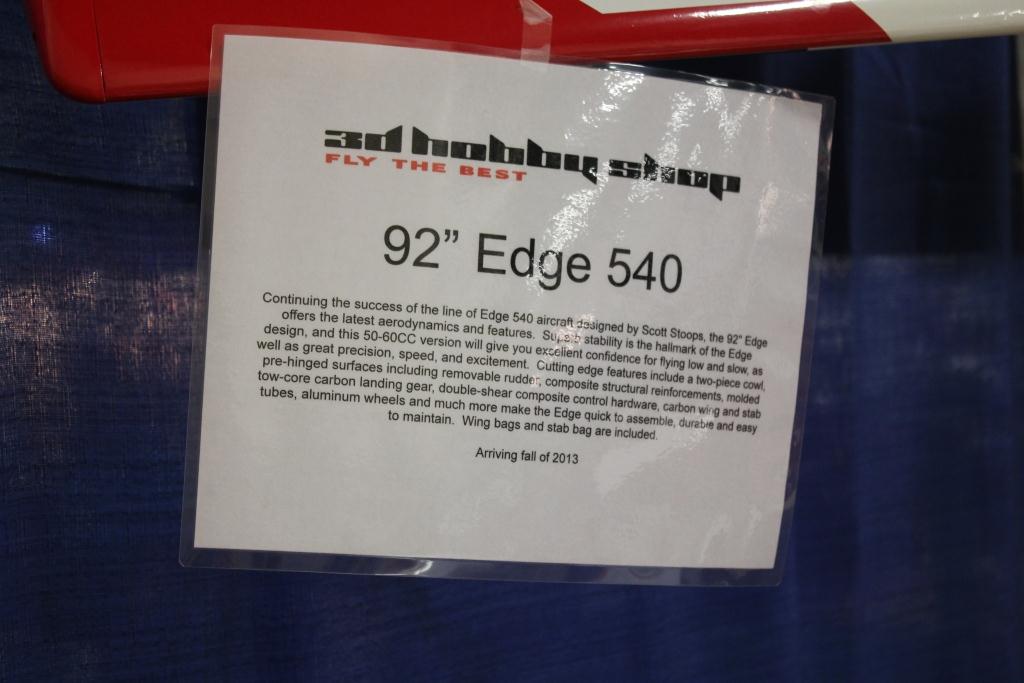 3d hobby shop
FLY THE BEST
92” Edge 540
Continuing the success of the line of Edge 540 aircraft designed by Scott Stoops, the 92" Edge
offers the latest aerodynamics and features. Superb stability is the hallmark of the Edge
design, and this 50-60CC version will give you excellent confidence for flying low and slow, as
well as great precision, speed, and excitement. Cutting edge features include a two-piece cowl,
pre-hinged surfaces including removable rudder, composite structural reinforcements, molded
tow-core carbon landing gear, double-shear composite control hardware, carbon wing and stab
tubes, aluminum wheels and much more make the Edge quick to assemble, durable and easy
to maintain. Wing bags and stab bag are included.
Arriving fall of 2013